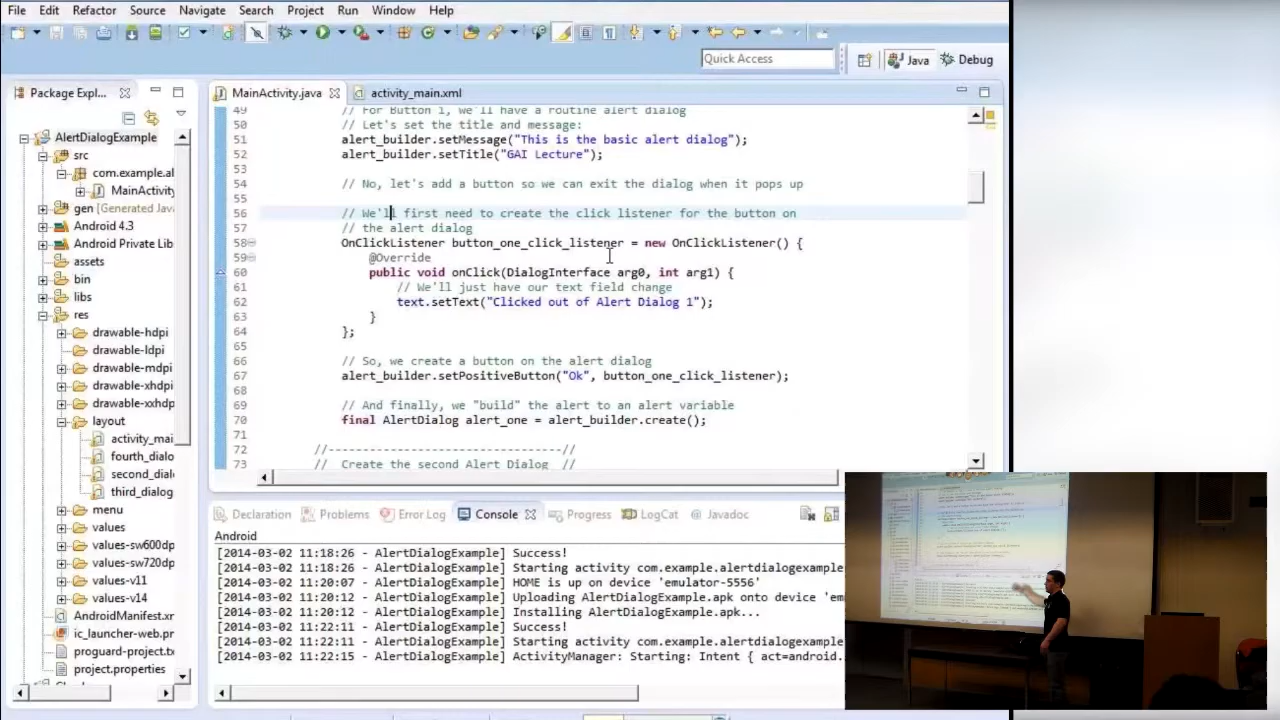 File Edit Refactor Source Navigate Search Project Run Window Help
Quick Access
Java
Debug
Package Expl...
MainActivity.java
activity_main.xml
AlertDialogExample
src
com.example.al
MainActivity
gen [Generated Java
Android 4.3
Android Private Lib
assets
bin
libs
res
drawable-hdpi
drawable-ldpi
drawable-mdpi
drawable-xhdpi
drawable-xxhdp
layout
activity_mai
fourth_dialo
second_dialo
third_dialog
menu
values
values-sw600dp
values-sw720dp
values-v11
values-v14
AndroidManifest.xr
ic_launcher-web.pr
proguard-project.tx
project.properties
49 // For Button 1, we'll have a routine alert dialog
50 // Let's set the title and message:
51 alert_builder.setMessage("This is the basic alert dialog");
52 alert_builder.setTitle("GAI Lecture");
53
54 // No, let's add a button so we can exit the dialog when it pops up
55
56 // We'll first need to create the click listener for the button on
57 // the alert dialog
58 OnClickListener button_one_click_listener = new OnClickListener() {
59 @Override
60 public void onClick(DialogInterface arg0, int arg1) {
61 // We'll just have our text field change
62 text.setText("Clicked out of Alert Dialog 1");
63 }
64 };
65
66 // So, we create a button on the alert dialog
67 alert_builder.setPositiveButton("Ok", button_one_click_listener);
68
69 // And finally, we "build" the alert to an alert variable
70 final AlertDialog alert_one = alert_builder.create();
71
72 //-----------------------------------//
73 // Create the second Alert Dialog //
Console
LogCat
Android
[2014-03-02 11:18:26 - AlertDialogExample] Success!
[2014-03-02 11:18:26 - AlertDialogExample] Starting activity com.example.alertdialogexam
[2014-03-02 11:20:07 - AlertDialogExample] HOME is up on device 'emulator-5556'
[2014-03-02 11:22:08 - AlertDialogExample] Uploading AlertDialogExample.apk onto device 'em
[2014-03-02 11:22:08 - AlertDialogExample] Installing AlertDialogExample.apk...
[2014-03-02 11:22:11 - AlertDialogExample] Success!
[2014-03-02 11:22:11 - AlertDialogExample] Starting activity com.example.alertdialogexample
[2014-03-02 11:22:15 - AlertDialogExample] ActivityManager: Starting: Intent { act=android.